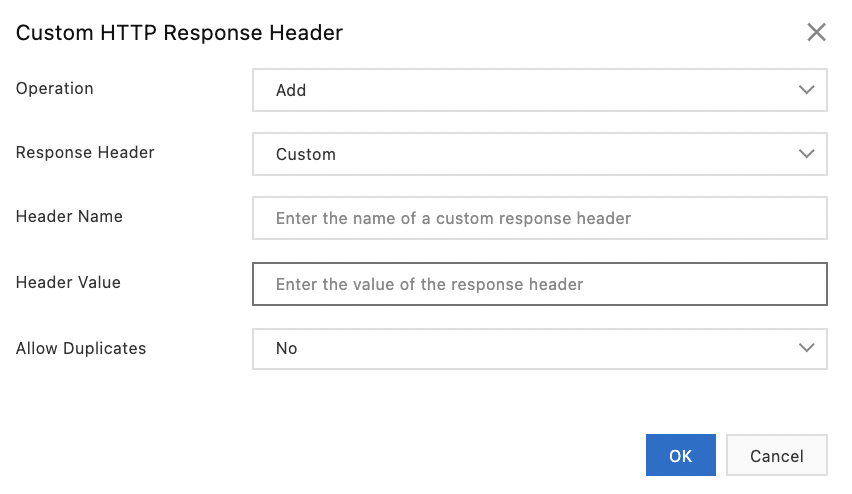 Custom HTTP Response Header
Operation
Add
Response Header
Custom
Header Name
Enter the name of a custom response header
Header Value
Enter the value of the response header
Allow Duplicates
No
OK
Cancel